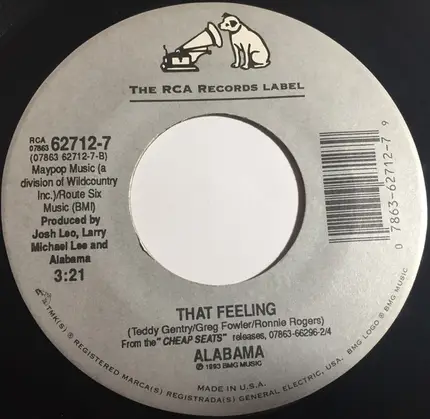 THE RCA RECORDS LABEL
RCA
07863 62712-7
(07863 62712-7-B)
Maypop Music (a
division of Wildcountry
Inc.)/Route Six
Music (BMI)
Produced by
Josh Leo, Larry
Michael Lee and
Alabama
3:21
0 7863-62712-7 9
THAT FEELING
(Teddy Gentry/Greg Fowler/Ronnie Rogers)
From the "CHEAP SEATS" releases, 07863-66296-2/4
ALABAMA
℗ 1993 BMG MUSIC
MADE IN U.S.A.
TMK(S) ® REGISTERED MARCA(S) REGISTRADA(S) GENERAL ELECTRIC, USA. BMG LOGO ® BMG MUSIC